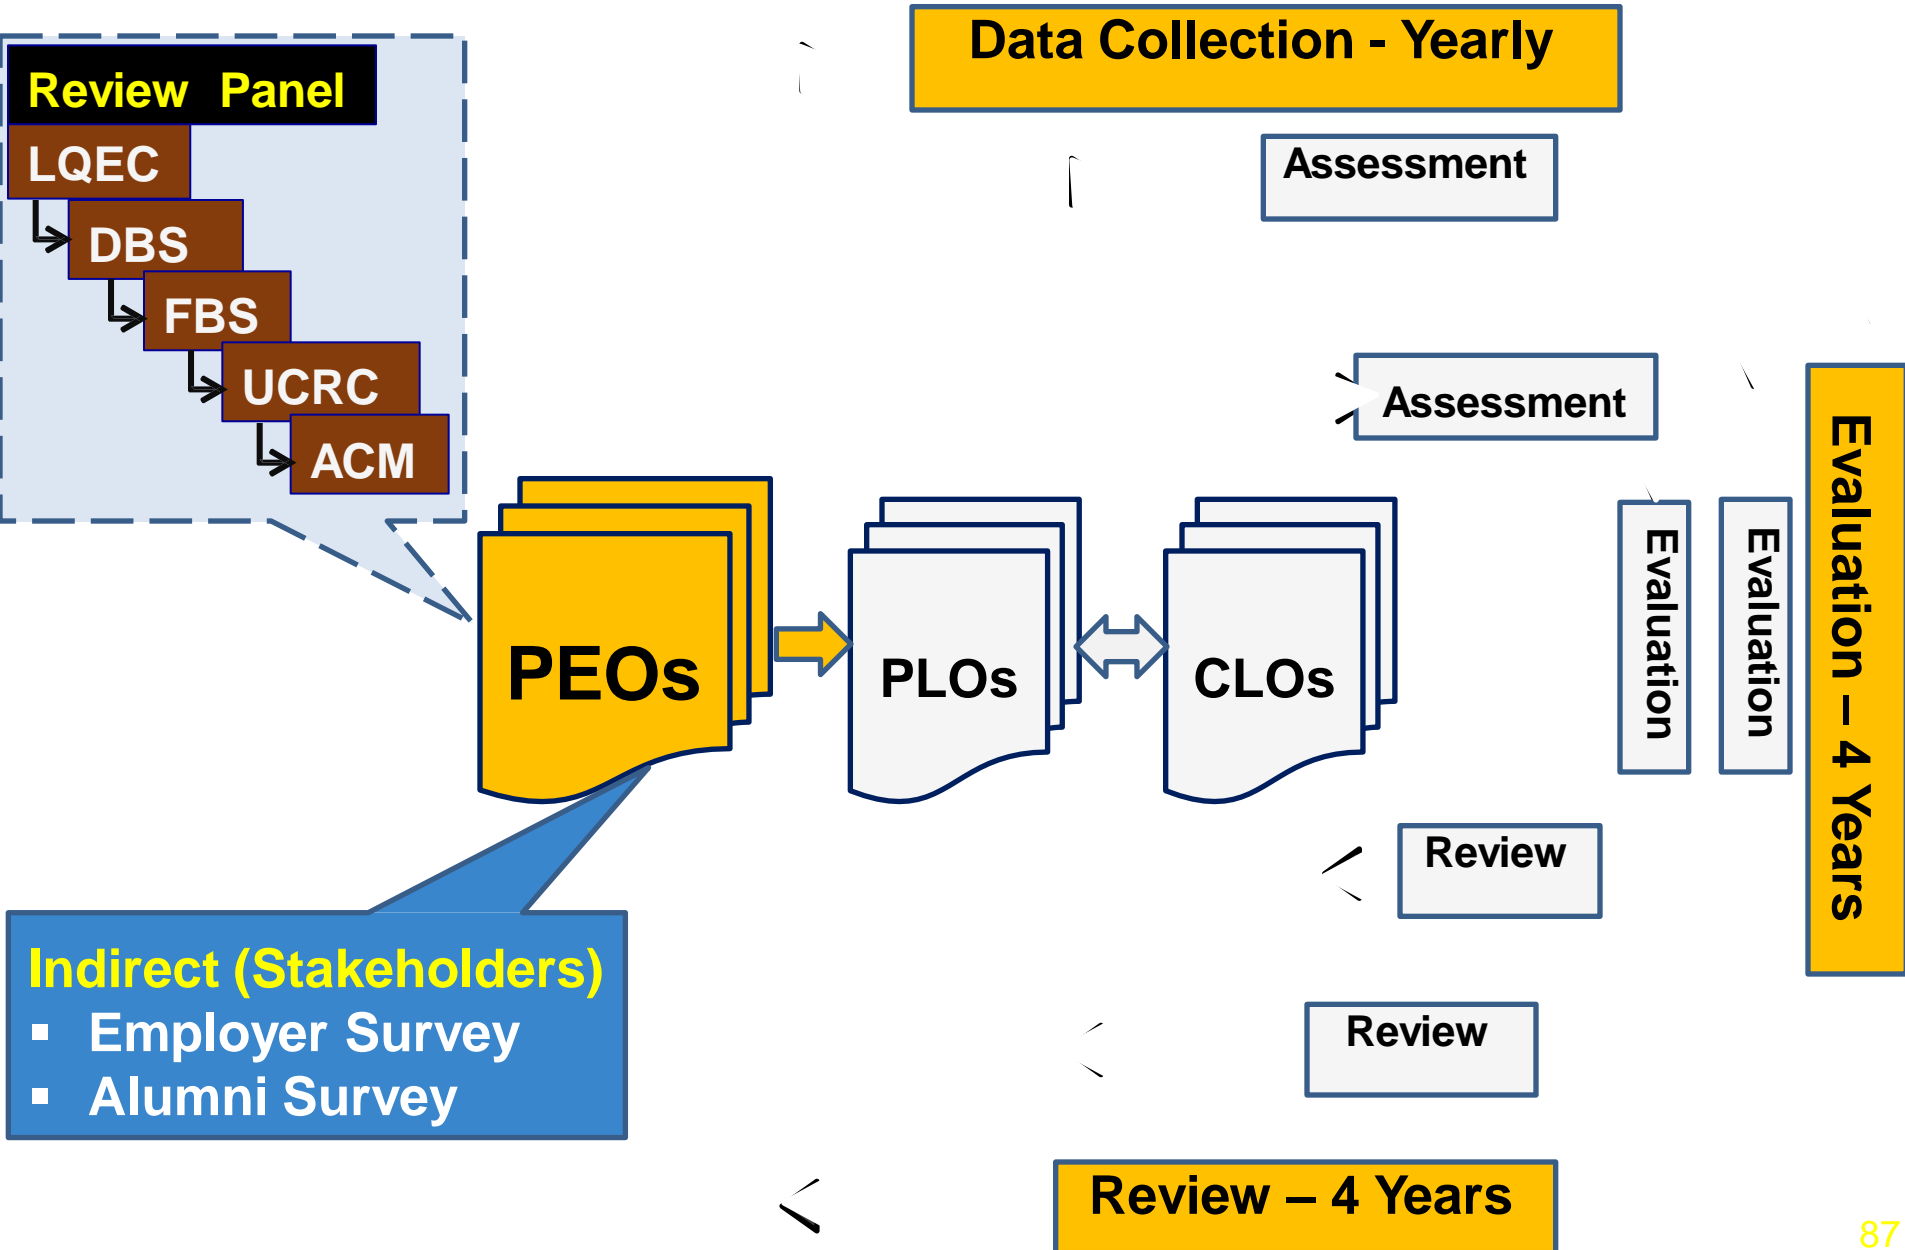 Data Collection - Yearly
Review Panel
LQEC
DBS
FBS
UCRC
ACM
Assessment
Assessment
PEOs
PLOs
CLOs
Evaluation
Evaluation
Evaluation – 4 Years
Review
Review
Indirect (Stakeholders)
▪ Employer Survey
▪ Alumni Survey
Review – 4 Years
87